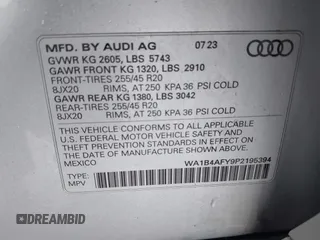 MFD. BY AUDI AG 07 23
GVWR KG 2605, LBS 5743
GAWR FRONT KG 1320, LBS 2910
FRONT-TIRES 255/45 R20
8JX20 RIMS, AT 250 KPA 36 PSI COLD
GAWR REAR KG 1380, LBS 3042
REAR-TIRES 255/45 R20
8JX20 RIMS, AT 250 KPA 36 PSI COLD
THIS VEHICLE CONFORMS TO ALL APPLICABLE
U.S. FEDERAL MOTOR VEHICLE SAFETY STANDARDS
IN EFFECT ON THE DATE OF MANUFACTURE SHOWN ABOVE.
MEXICO WA1B4AFY9P2195394
TYPE:
MPV
DREAMBID